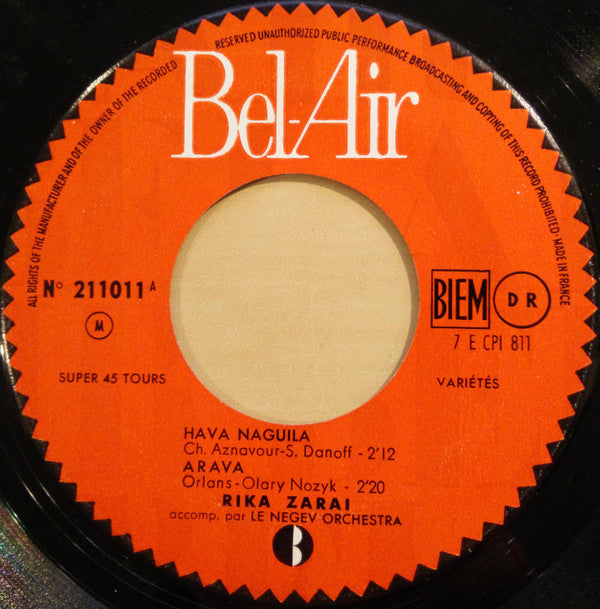 ALL RIGHTS OF THE MANUFACTURER AND OF THE OWNER OF THE RECORDED RESERVED UNAUTHORIZED PUBLIC PERFORMANCE BROADCASTING AND COPYING OF THIS RECORD PROHIBITED - MADE IN FRANCE
Bel-Air
N° 211011 A
M
BIEM
DR
7 E CPI 811
SUPER 45 TOURS
VARIÉTÉS
HAVA NAGUILA
Ch. Aznavour-S. Danoff - 2'12
ARAVA
Orlans-Olary Nozyk - 2'20
RIKA ZARAI
accomp. par LE NEGEV ORCHESTRA
B